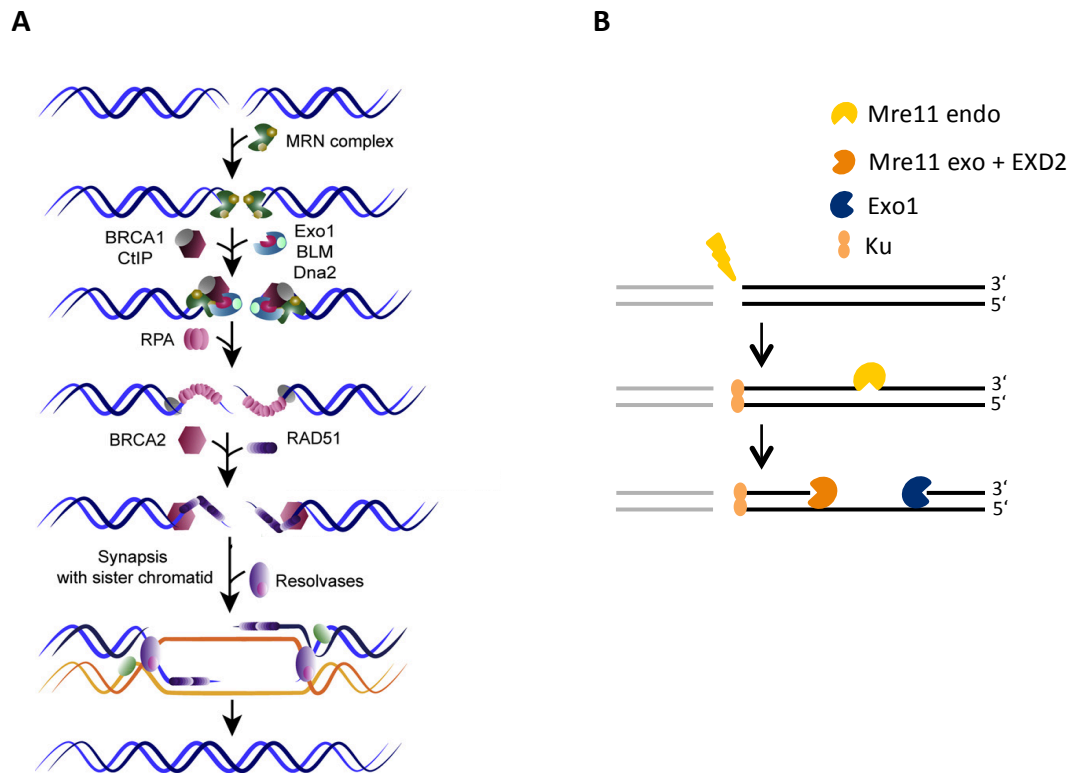 A
MRN complex
BRCA1
CtIP
Exo1
BLM
Dna2
RPA
BRCA2
RAD51
Synapsis
with sister chromatid
Resolvases
B
Mre11 endo
Mre11 exo + EXD2
Exo1
Ku
3‘
5‘
3‘
5‘
3‘
5‘